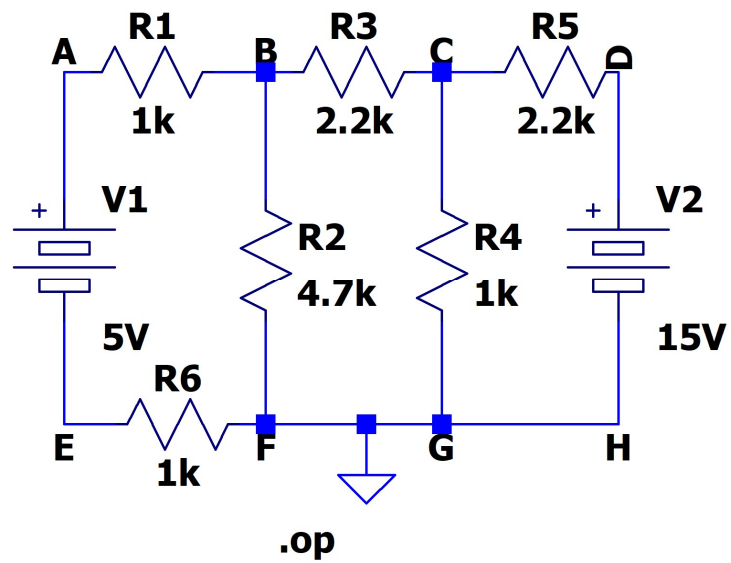 R1 R3 R5
A B C D
1k 2.2k 2.2k
+ V1 + V2
R2 R4
4.7k 1k
5V 15V
R6
E F G H
1k
.op